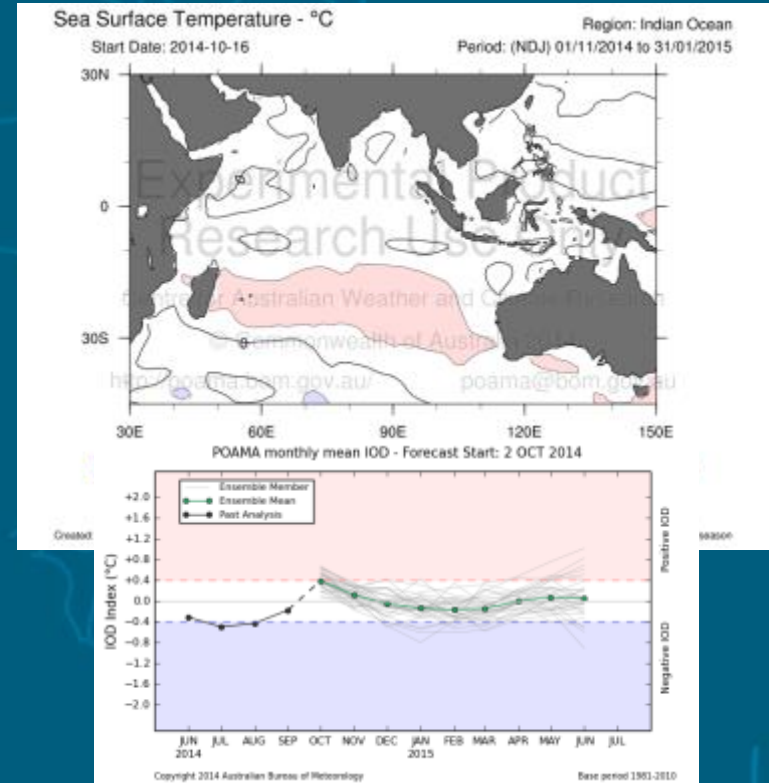 Sea Surface Temperature - °C
Region: Indian Ocean
Start Date: 2014-10-16
Period: (NDJ) 01/11/2014 to 31/01/2015
30N
0
30S
Experimental Product
Research Use Only
Australian Weather and
© Commonwealth of Australia
http://poama.bom.gov.au/ poama@bom.gov.au
30E 60E 90E 120E 150E
POAMA monthly mean IOD - Forecast Start: 2 OCT 2014
Created
season
Ensemble Member
Ensemble Mean
Past Analysis
IOD Index (°C)
+2.0
+1.6
+1.2
+0.8
+0.4
0.0
−0.4
−0.8
−1.2
−1.6
−2.0
Positive IOD
Negative IOD
JUN JUL AUG SEP OCT NOV DEC JAN FEB MAR APR MAY JUN JUL
2014 2015
Copyright 2014 Australian Bureau of Meteorology
Base period 1981-2010